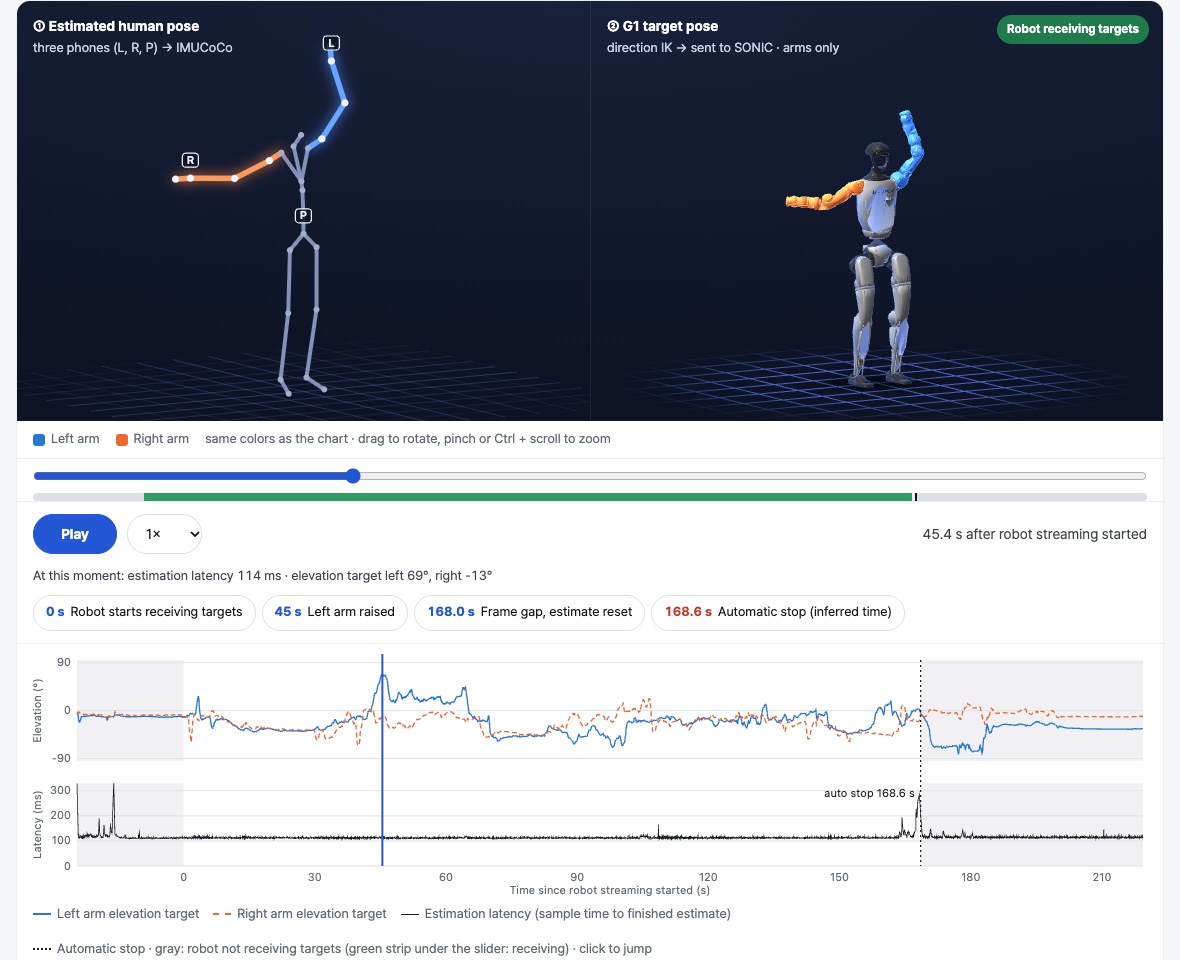 ① Estimated human pose
three phones (L, R, P) → IMUCoCo
L
R
P
② G1 target pose
direction IK → sent to SONIC · arms only
Robot receiving targets
Left arm Right arm same colors as the chart · drag to rotate, pinch or Ctrl + scroll to zoom
Play 1× 45.4 s after robot streaming started
At this moment: estimation latency 114 ms · elevation target left 69°, right -13°
0 s Robot starts receiving targets 45 s Left arm raised 168.0 s Frame gap, estimate reset 168.6 s Automatic stop (inferred time)
Elevation (°)
90
0
-90
Latency (ms)
300
200
100
0
auto stop 168.6 s
0 30 60 90 120 150 180 210
Time since robot streaming started (s)
Left arm elevation target Right arm elevation target Estimation latency (sample time to finished estimate)
Automatic stop · gray: robot not receiving targets (green strip under the slider: receiving) · click to jump